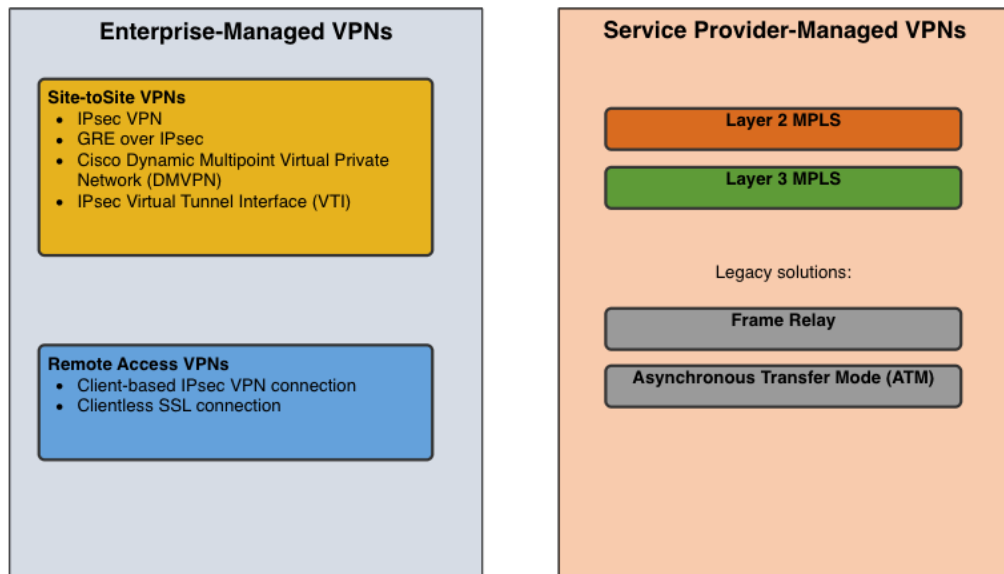 Enterprise-Managed VPNs
Site-toSite VPNs
• IPsec VPN
• GRE over IPsec
• Cisco Dynamic Multipoint Virtual Private
Network (DMVPN)
• IPsec Virtual Tunnel Interface (VTI)
Remote Access VPNs
• Client-based IPsec VPN connection
• Clientless SSL connection
Service Provider-Managed VPNs
Layer 2 MPLS
Layer 3 MPLS
Legacy solutions:
Frame Relay
Asynchronous Transfer Mode (ATM)